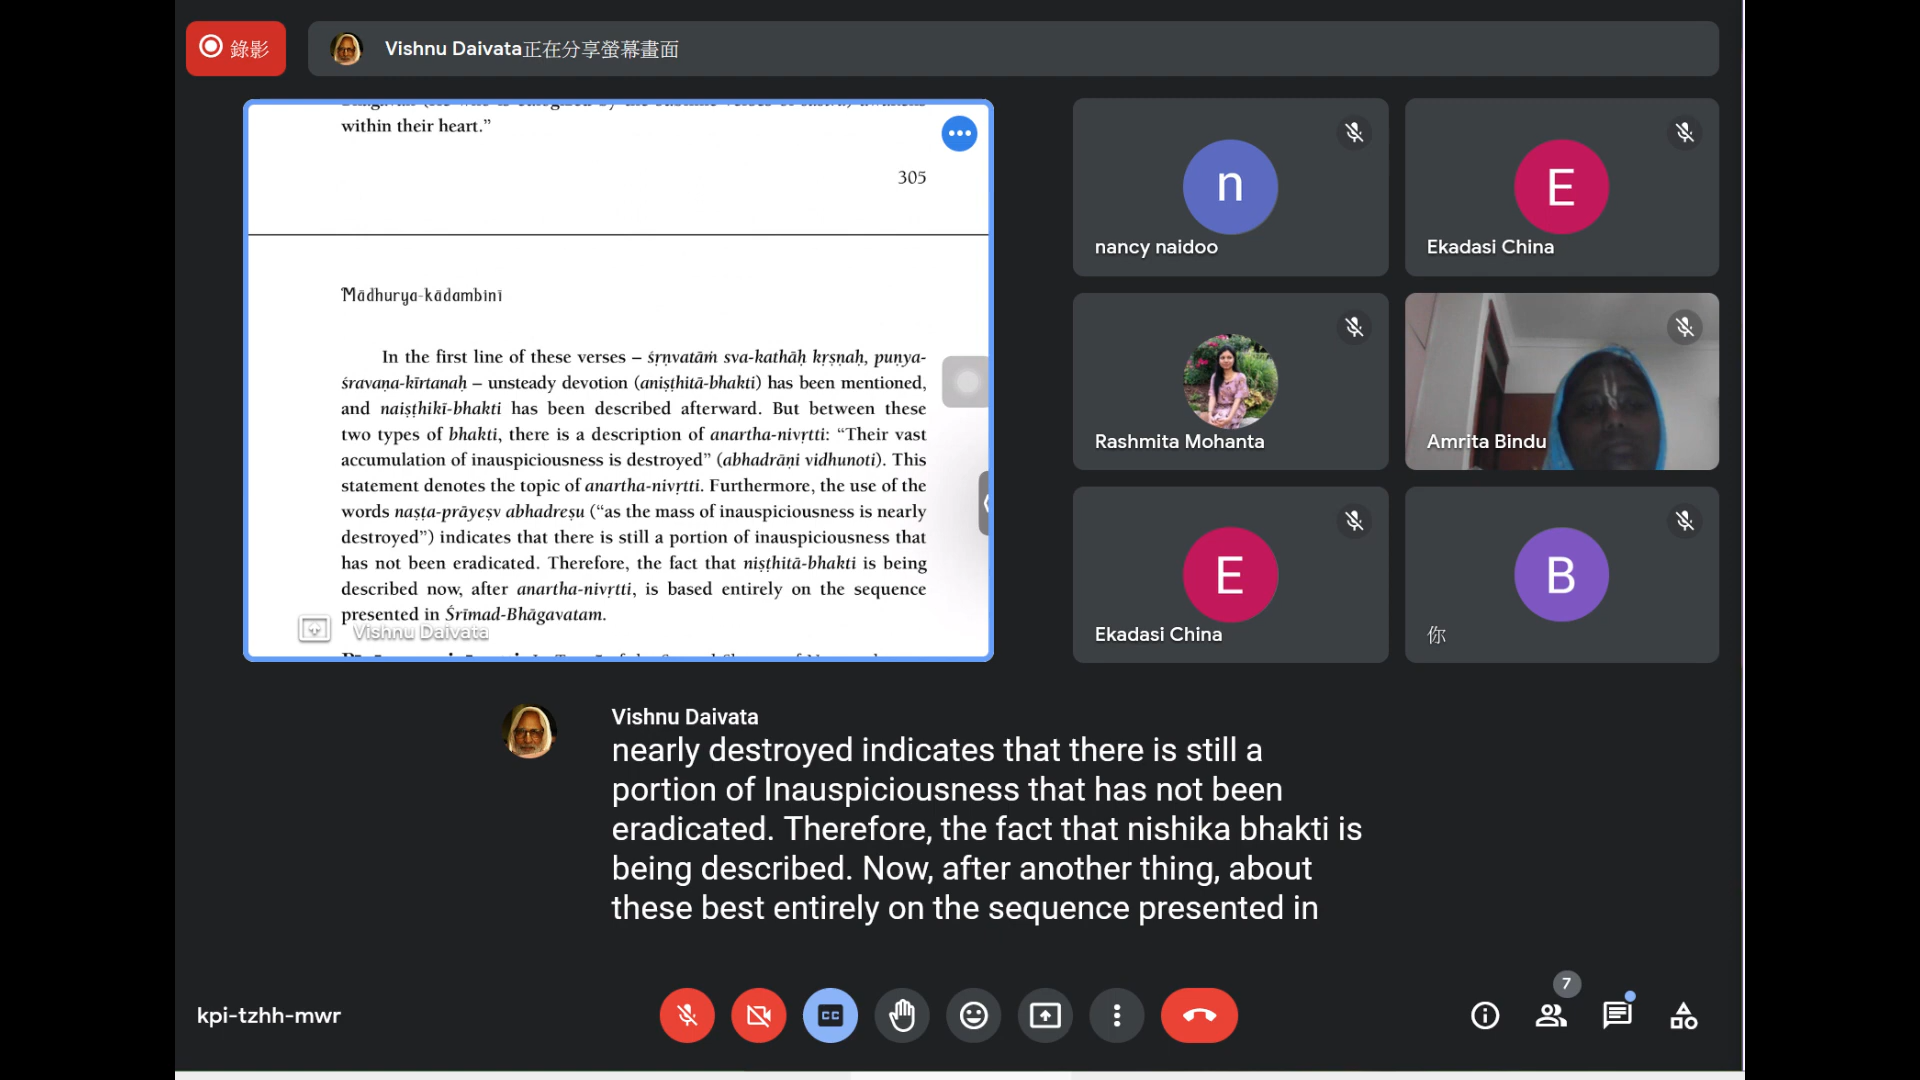 錄影
Vishnu Daivata正在分享螢幕畫面
within their heart.”
305
Mādhurya-kādambinī
In the first line of these verses – śṛṇvatāṁ sva-kathāḥ kṛṣṇaḥ, puṇya-
śravaṇa-kīrtanaḥ – unsteady devotion (aniṣṭhitā-bhakti) has been mentioned,
and naiṣṭhikī-bhakti has been described afterward. But between these
two types of bhakti, there is a description of anartha-nivṛtti: “Their vast
accumulation of inauspiciousness is destroyed” (abhadrāṇi vidhunoti). This
statement denotes the topic of anartha-nivṛtti. Furthermore, the use of the
words naṣṭa-prāyeṣv abhadreṣu (“as the mass of inauspiciousness is nearly
destroyed”) indicates that there is still a portion of inauspiciousness that
has not been eradicated. Therefore, the fact that niṣṭhitā-bhakti is being
described now, after anartha-nivṛtti, is based entirely on the sequence
presented in Śrīmad-Bhāgavatam.
Vishnu Daivata
n
nancy naidoo
E
Ekadasi China
Rashmita Mohanta
Amrita Bindu
E
Ekadasi China
B
你
Vishnu Daivata
nearly destroyed indicates that there is still a
portion of Inauspiciousness that has not been
eradicated. Therefore, the fact that nishika bhakti is
being described. Now, after another thing, about
these best entirely on the sequence presented in
kpi-tzhh-mwr
CC
7